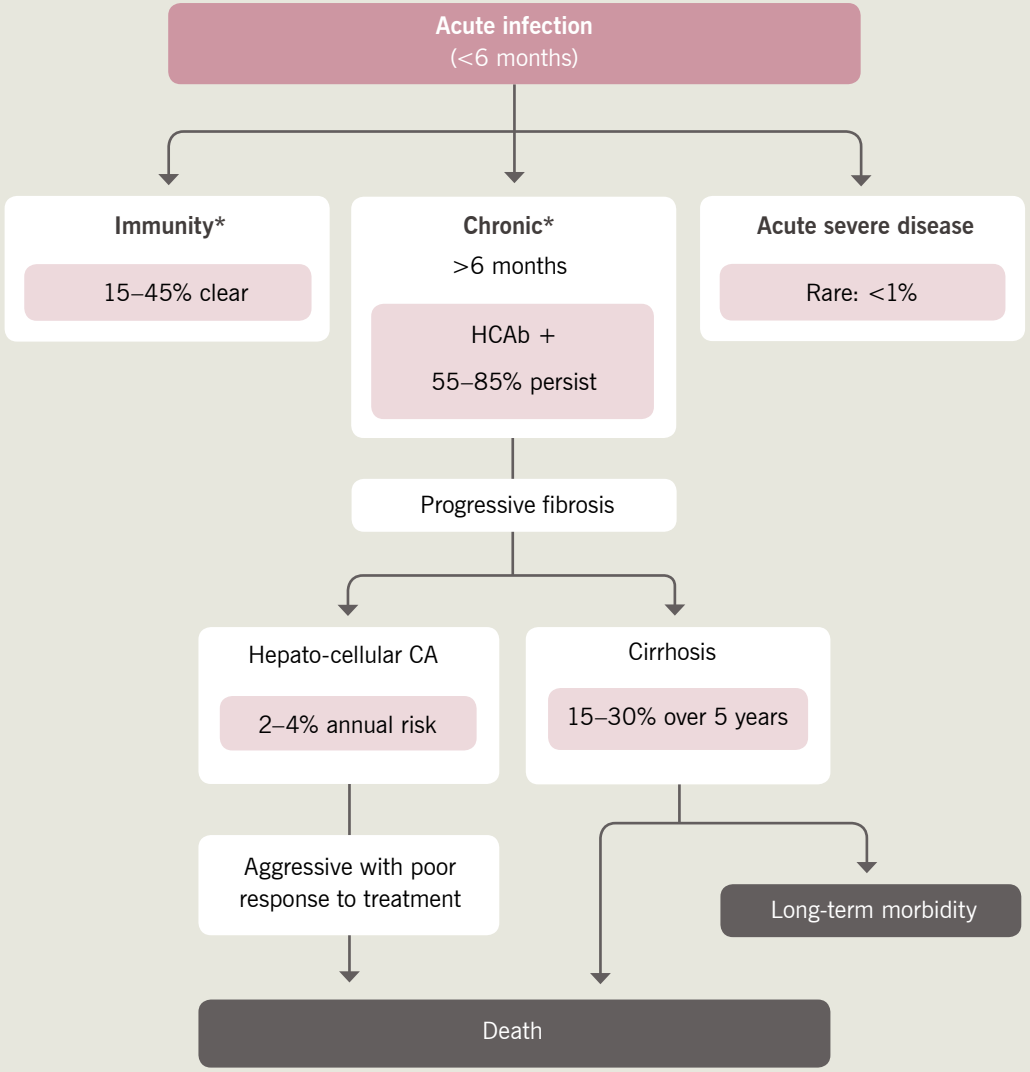 Acute infection
(<6 months)
Immunity*
15–45% clear
Chronic*
>6 months
HCAb +
55–85% persist
Acute severe disease
Rare: <1%
Progressive fibrosis
Hepato-cellular CA
2–4% annual risk
Cirrhosis
15–30% over 5 years
Aggressive with poor
response to treatment
Long-term morbidity
Death